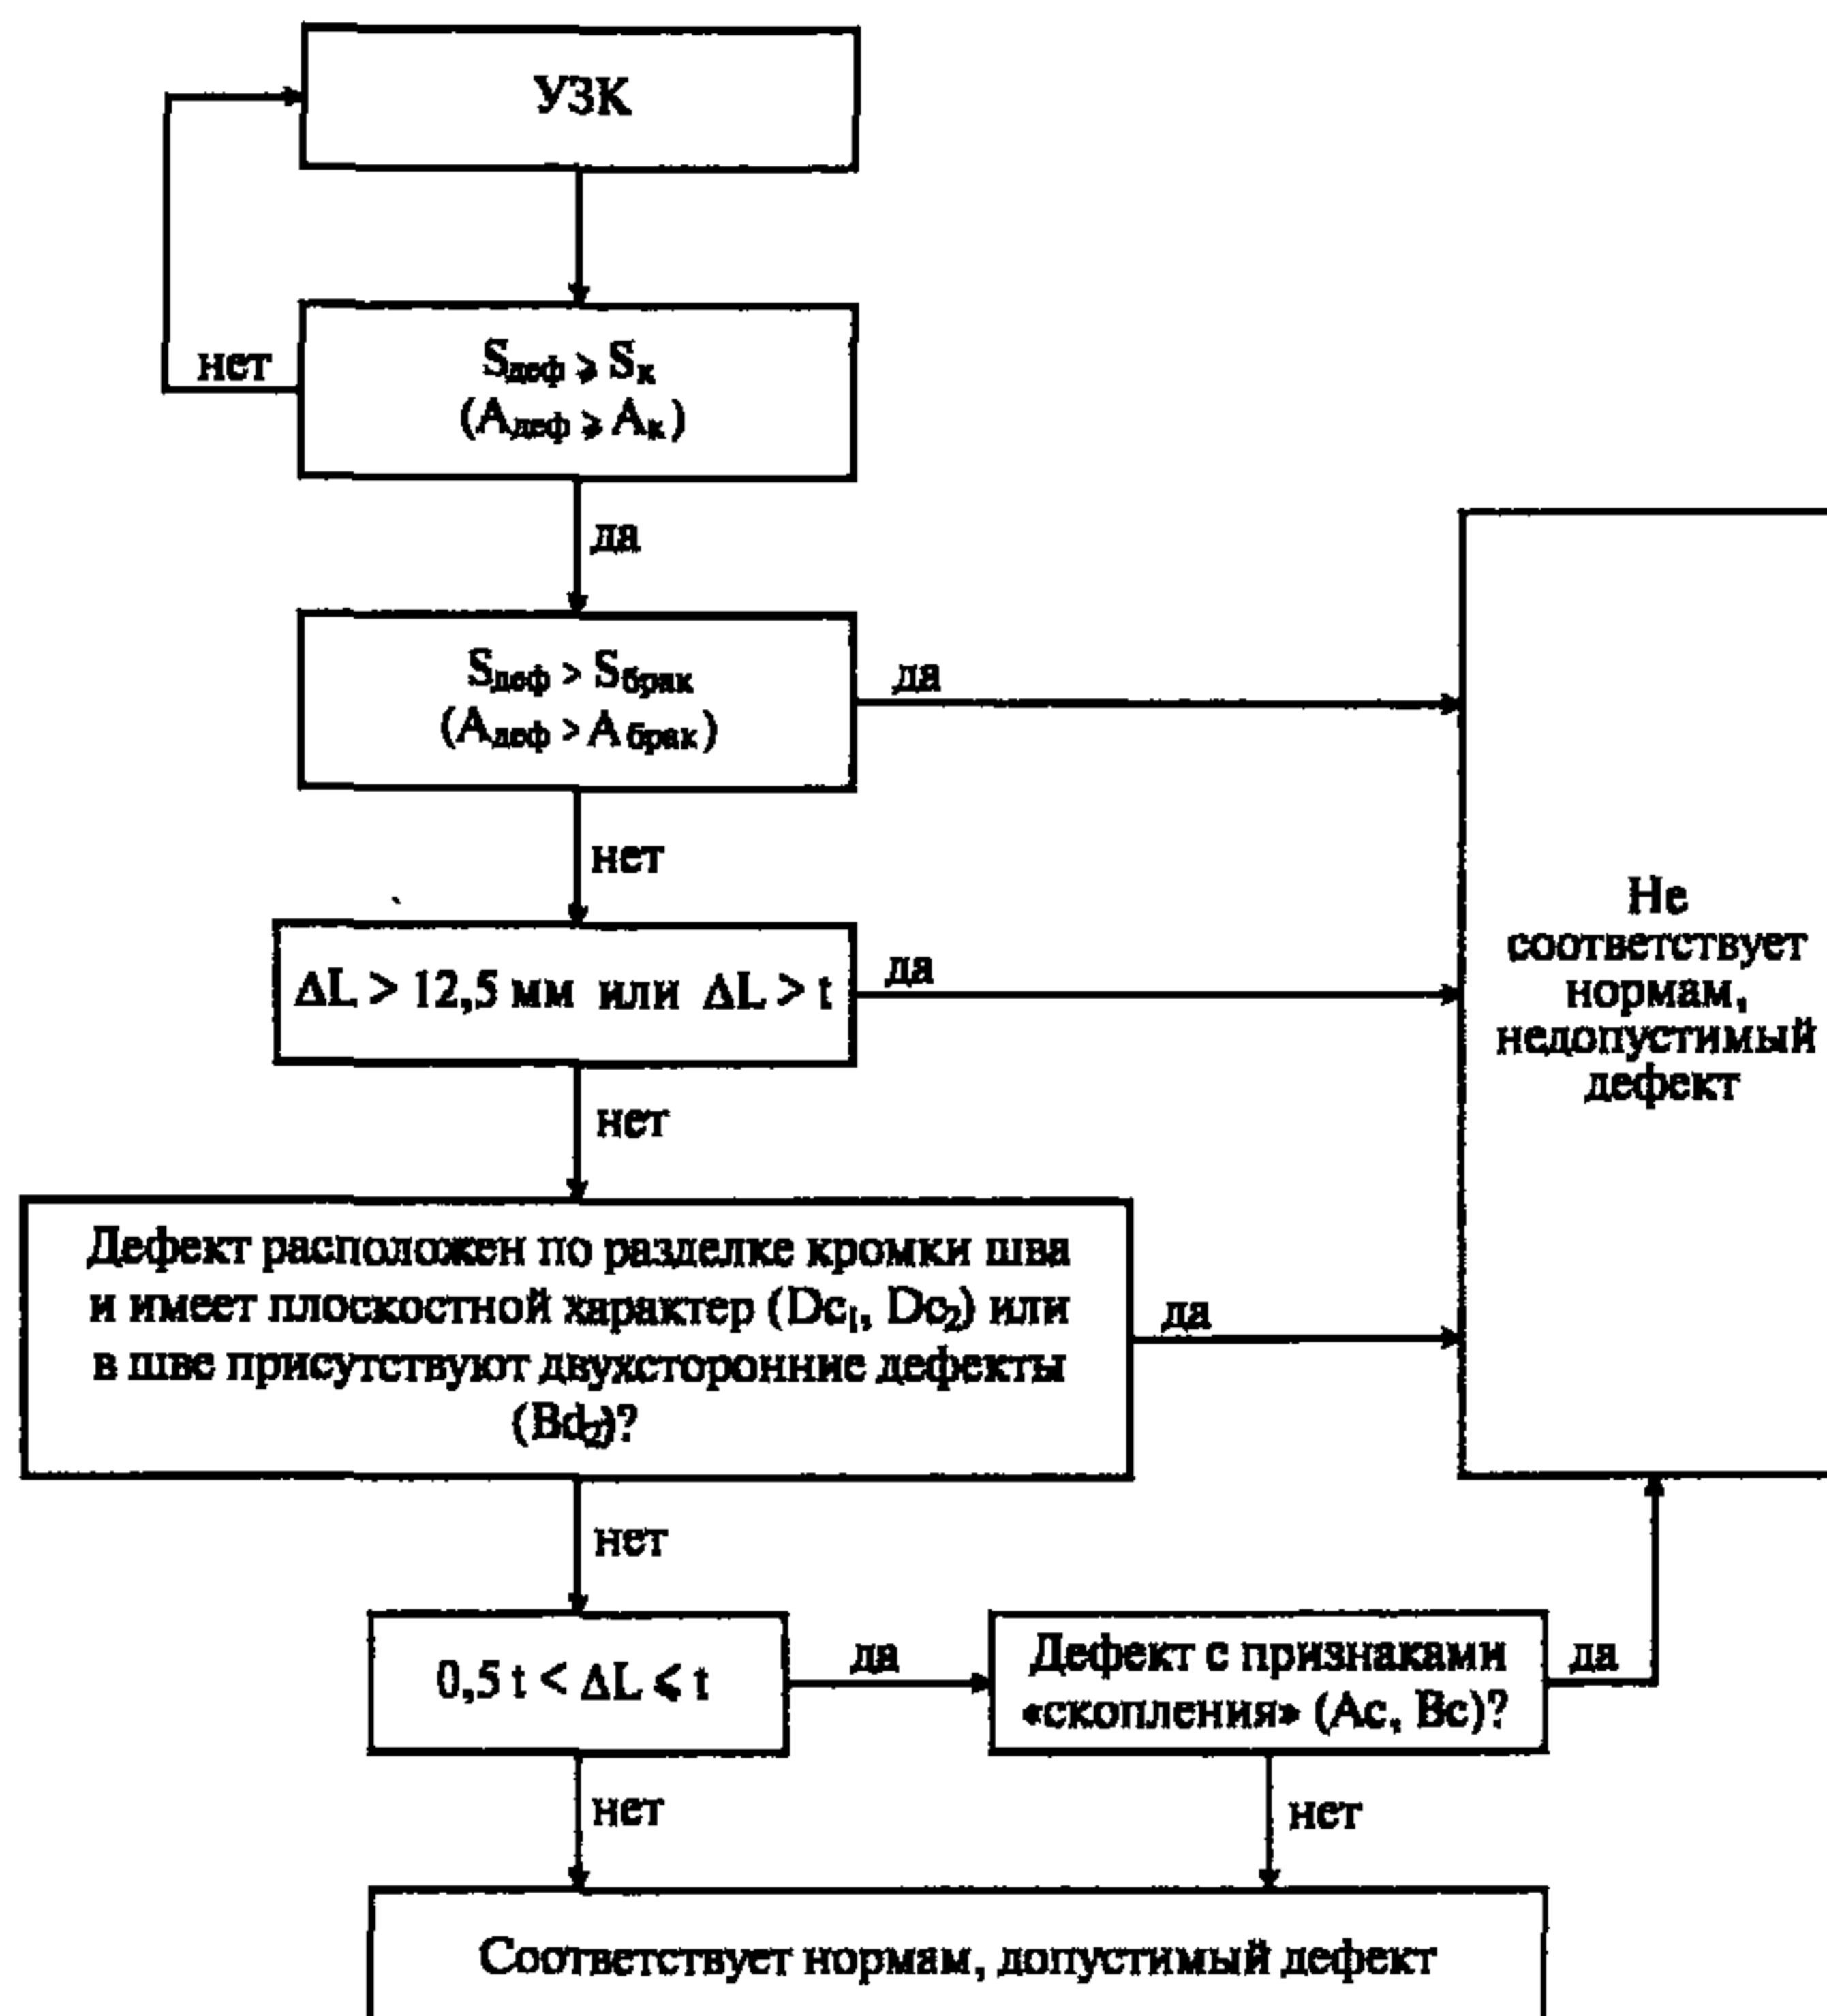 УЗК
Sдеф ⩾ Sк
(Aдеф ⩾ Aк)
нет
да
Sдеф > Sбрак
(Aдеф > Aбрак)
да
нет
ΔL > 12,5 мм или ΔL > t
да
нет
Не
соответствует
нормам,
недопустимый
дефект
Дефект расположен по разделке кромки шва
и имеет плоскостной характер (Dc₁, Dc₂) или
в шве присутствуют двухсторонние дефекты
(Bd₂)?
да
нет
0,5 t < ΔL ⩽ t
да
Дефект с признаками
«скопления» (Ac, Bc)?
да
нет
нет
Соответствует нормам, допустимый дефект